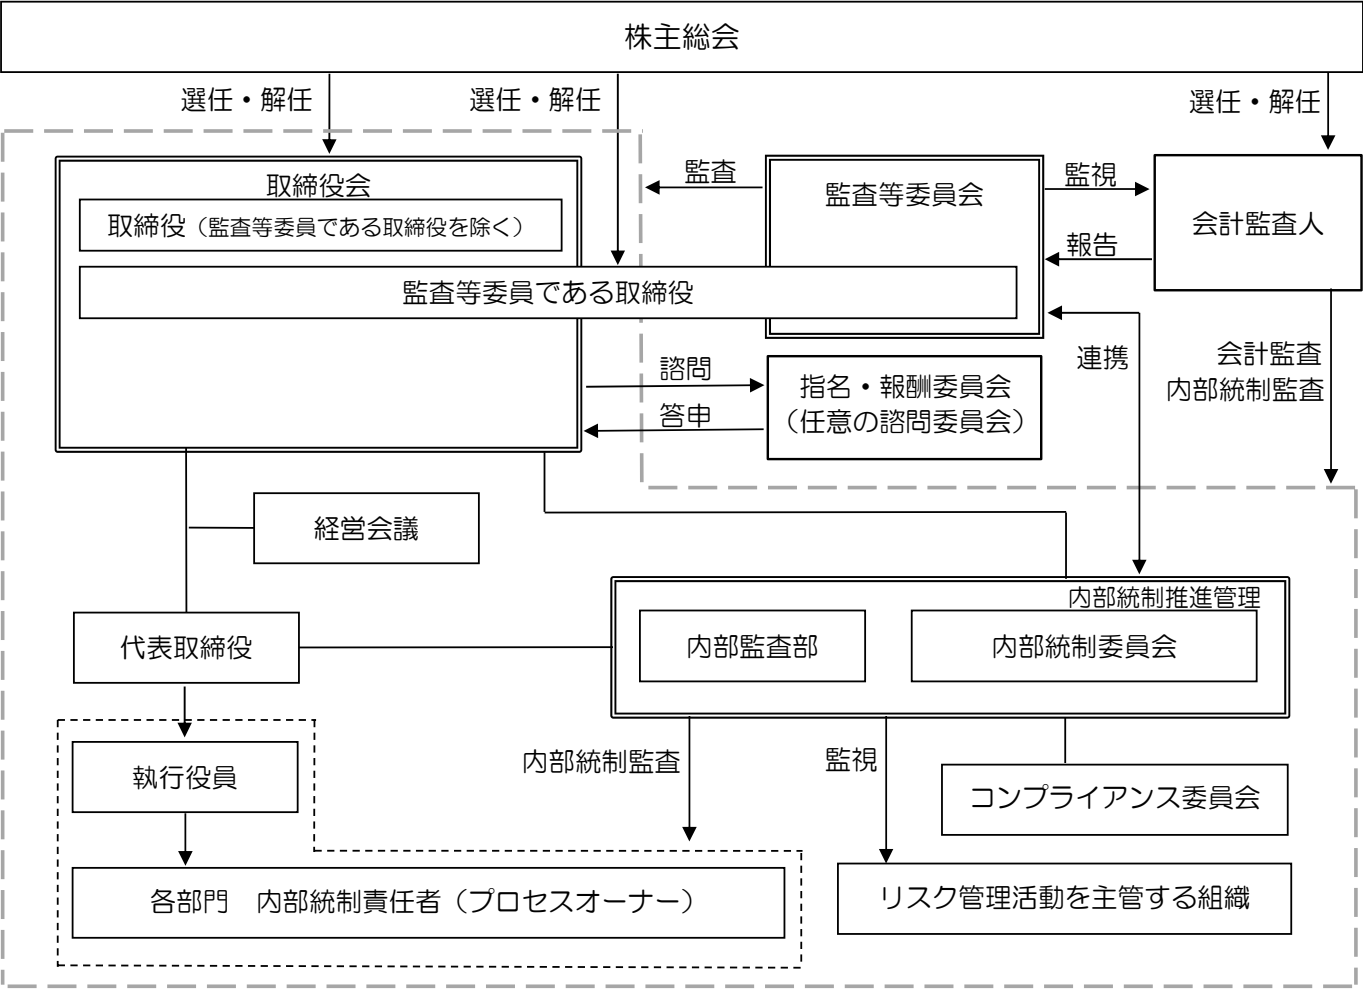 株主総会
選任・解任
選任・解任
選任・解任
取締役会
取締役（監査等委員である取締役を除く）
監査
監査等委員会
監視
会計監査人
報告
監査等委員である取締役
諮問
答申
指名・報酬委員会
（任意の諮問委員会）
連携
会計監査
内部統制監査
経営会議
内部統制推進管理
代表取締役
内部監査部
内部統制委員会
執行役員
内部統制監査
監視
コンプライアンス委員会
各部門　内部統制責任者（プロセスオーナー）
リスク管理活動を主管する組織